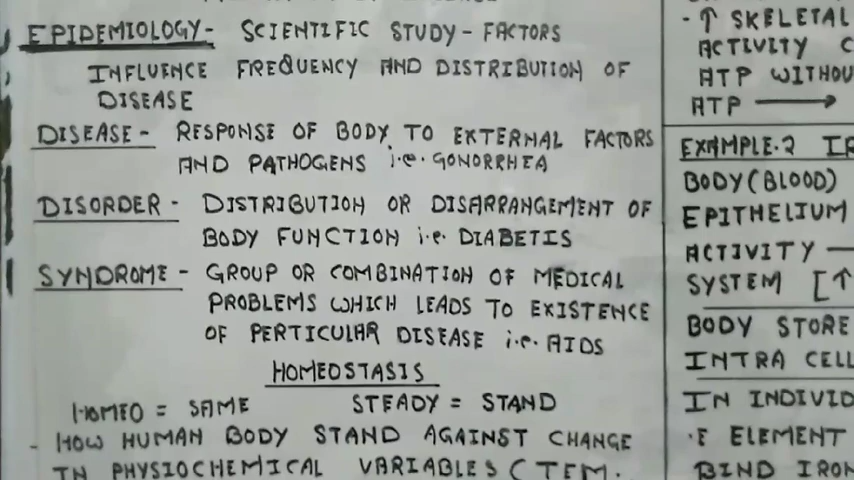 EPIDEMIOLOGY- SCIENTIFIC STUDY - FACTORS
INFLUENCE FREQUENCY AND DISTRIBUTION OF
DISEASE
DISEASE - RESPONSE OF BODY TO EXTERNAL FACTORS
AND PATHOGENS i.e. GONORRHEA
DISORDER - DISTRIBUTION OR DISARRANGEMENT OF
BODY FUNCTION i.e. DIABETIS
SYNDROME - GROUP OR COMBINATION OF MEDICAL
PROBLEMS WHICH LEADS TO EXISTENCE
OF PERTICULAR DISEASE i.e. AIDS
HOMEOSTASIS
HOMEO = SAME STEADY = STAND
- HOW HUMAN BODY STAND AGAINST CHANGE
IN PHYSIOCHEMICAL VARIABLES (TEM.
- ↑ SKELETAL
ACTIVITY C
ATP WITHOU
ATP →
EXAMPLE.2 IR
BODY (BLOOD)
EPITHELIUM
ACTIVITY —
SYSTEM [↑
BODY STORE
INTRA CELL
IN INDIVID
ELEMENT
BIND IRON